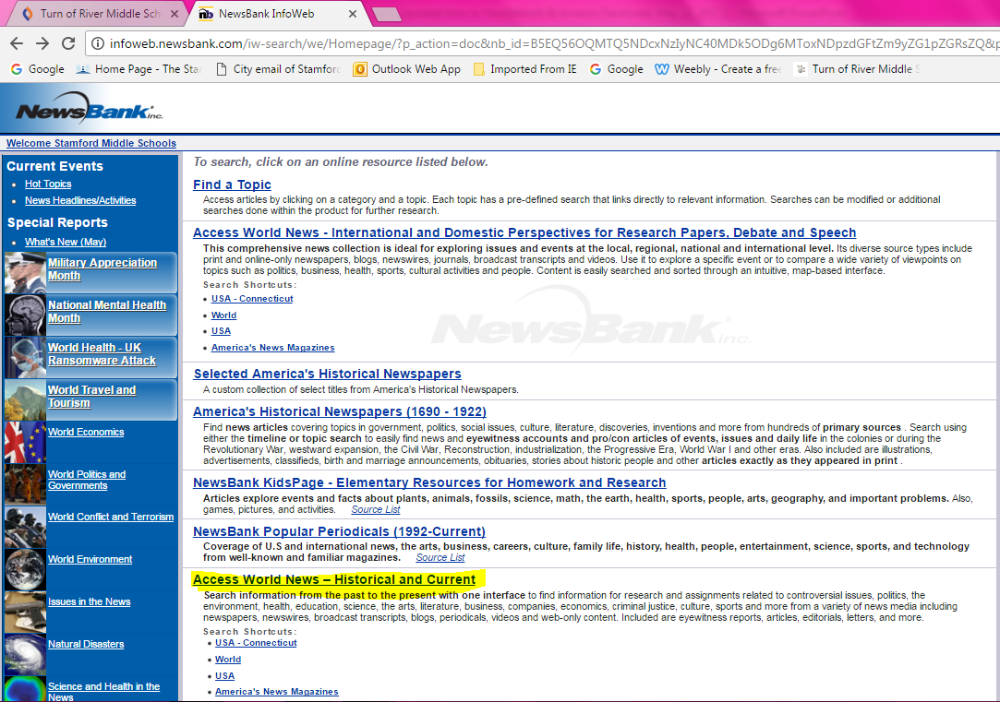 Turn of River Middle Sch
NewsBank InfoWeb
infoweb.newsbank.com/iw-search/we/Homepage/?p_action=doc&nb_id=B5EQ56OQMTQ5NDcxNzIyNC40MDk5ODg6MToxNDpzdGFtZm9yZG1pZGRsZQ&p
Google
Home Page - The Star
City email of Stamford
Outlook Web App
Imported From IE
Google
Weebly - Create a free
Turn of River Middle S
NewsBank inc.
Welcome Stamford Middle Schools
Current Events
• Hot Topics
• News Headlines/Activities
Special Reports
• What's New (May)
Military Appreciation
Month
National Mental Health
Month
World Health - UK
Ransomware Attack
World Travel and
Tourism
World Economics
World Politics and
Governments
World Conflict and Terrorism
World Environment
Issues in the News
Natural Disasters
Science and Health in the
News
To search, click on an online resource listed below.
Find a Topic
Access articles by clicking on a category and a topic. Each topic has a pre-defined search that links directly to relevant information. Searches can be modified or additional
searches done within the product for further research.
Access World News - International and Domestic Perspectives for Research Papers, Debate and Speech
This comprehensive news collection is ideal for exploring issues and events at the local, regional, national and international level. Its diverse source types include
print and online-only newspapers, blogs, newswires, journals, broadcast transcripts and videos. Use it to explore a specific event or to compare a wide variety of viewpoints on
topics such as politics, business, health, sports, cultural activities and people. Content is easily searched and sorted through an intuitive, map-based interface.
Search Shortcuts:
• USA - Connecticut
• World
• USA
• America's News Magazines
NewsBank inc.
Selected America's Historical Newspapers
A custom collection of select titles from America's Historical Newspapers.
America's Historical Newspapers (1690 - 1922)
Find news articles covering topics in government, politics, social issues, culture, literature, discoveries, inventions and more from hundreds of primary sources . Search using
either the timeline or topic search to easily find news and eyewitness accounts and pro/con articles of events, issues and daily life in the colonies or during the
Revolutionary War, westward expansion, the Civil War, Reconstruction, industrialization, the Progressive Era, World War I and other eras. Also included are illustrations,
advertisements, classifieds, birth and marriage announcements, obituaries, stories about historic people and other articles exactly as they appeared in print .
NewsBank KidsPage - Elementary Resources for Homework and Research
Articles explore events and facts about plants, animals, fossils, science, math, the earth, health, sports, people, arts, geography, and important problems. Also,
games, pictures, and activities. Source List
NewsBank Popular Periodicals (1992-Current)
Coverage of U.S and international news, the arts, business, careers, culture, family life, history, health, people, entertainment, science, sports, and technology
from well-known and familiar magazines. Source List
Access World News – Historical and Current
Search information from the past to the present with one interface to find information for research and assignments related to controversial issues, politics, the
environment, health, education, science, the arts, literature, business, companies, economics, criminal justice, culture, sports and more from a variety of news media including
newspapers, newswires, broadcast transcripts, blogs, periodicals, videos and web-only content. Included are eyewitness reports, articles, editorials, letters, and more.
Search Shortcuts:
• USA - Connecticut
• World
• USA
• America's News Magazines